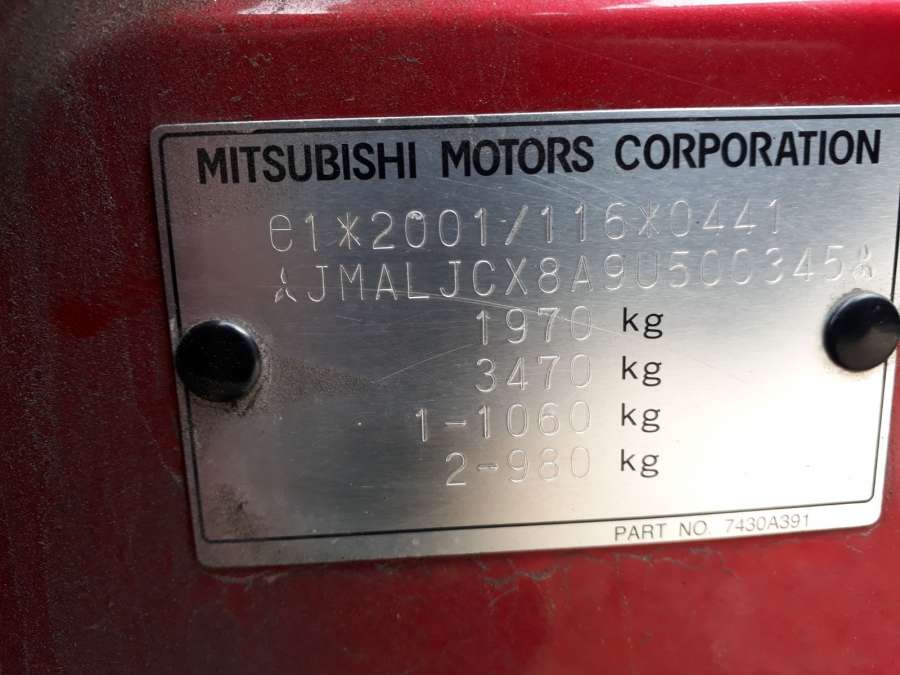 MITSUBISHI MOTORS CORPORATION
e1*2001/116*0441
JMALJCX8A9U500345
1970 kg
3470 kg
1-1060 kg
2-980 kg
PART NO. 7430A391